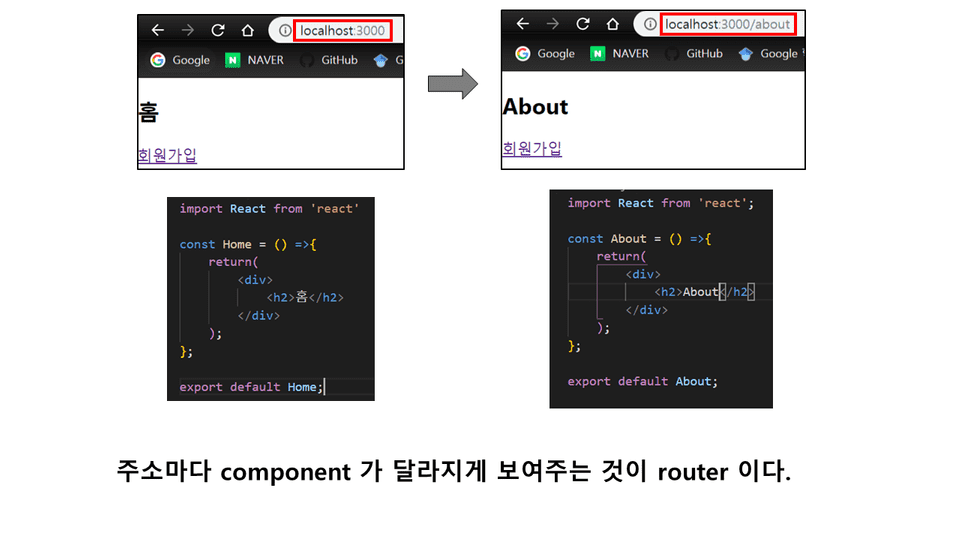 localhost:3000
Google NAVER GitHub G
홈
회원가입
localhost:3000/about
Google NAVER GitHub Google
About
회원가입
import React from 'react'
const Home = () =>{
return(
<div>
<h2>홈</h2>
</div>
);
};
export default Home;
import React from 'react';
const About = () =>{
return(
<div>
<h2>About</h2>
</div>
);
};
export default About;
주소마다 component 가 달라지게 보여주는 것이 router 이다.